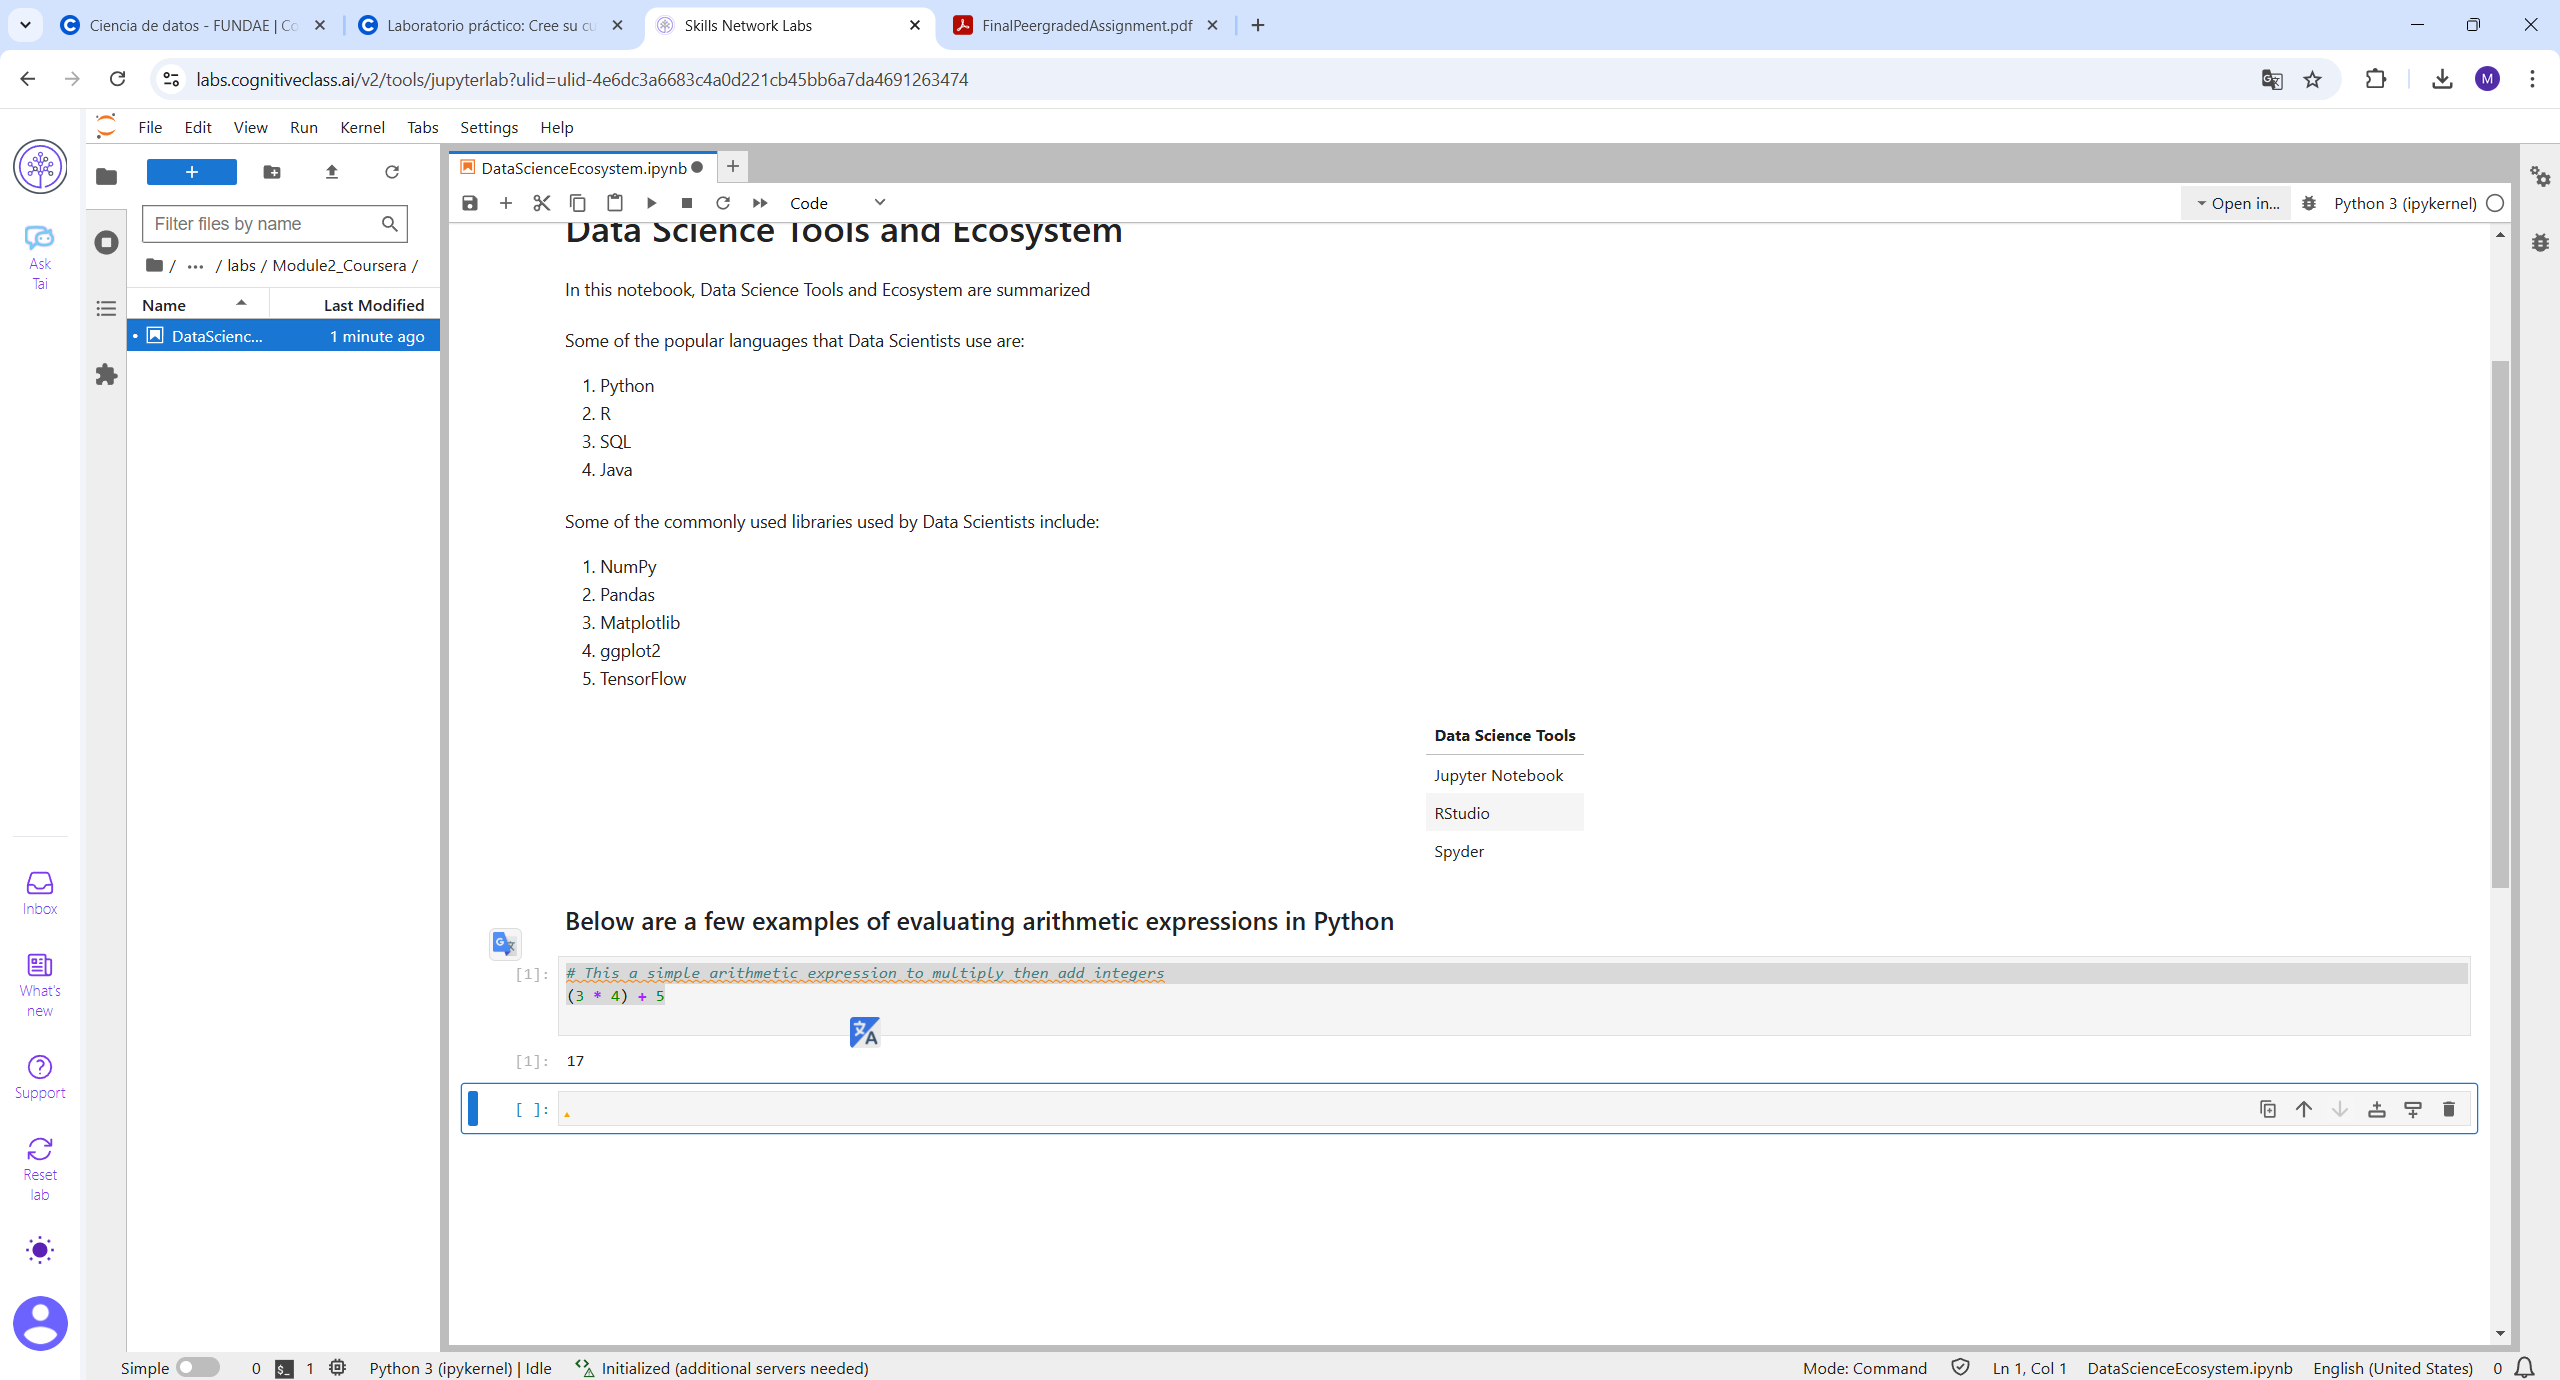 Ciencia de datos - FUNDAE | Co
Laboratorio práctico: Cree su cu
Skills Network Labs
FinalPeergradedAssignment.pdf
labs.cognitiveclass.ai/v2/tools/jupyterlab?ulid=ulid-4e6dc3a6683c4a0d221cb45bb6a7da4691263474
M
File Edit View Run Kernel Tabs Settings Help
Ask
Tai
Filter files by name
/ ... / labs / Module2_Coursera /
Name Last Modified
DataScienc... 1 minute ago
DataScienceEcosystem.ipynb
Code
Open in...
Python 3 (ipykernel)
Data Science Tools and Ecosystem
In this notebook, Data Science Tools and Ecosystem are summarized
Some of the popular languages that Data Scientists use are:
1. Python
2. R
3. SQL
4. Java
Some of the commonly used libraries used by Data Scientists include:
1. NumPy
2. Pandas
3. Matplotlib
4. ggplot2
5. TensorFlow
Data Science Tools
Jupyter Notebook
RStudio
Spyder
Below are a few examples of evaluating arithmetic expressions in Python
[1]: # This a simple arithmetic expression to multiply then add integers
(3 * 4) + 5
[1]: 17
[ ]:
Inbox
What's
new
Support
Reset
lab
Simple 0 1 Python 3 (ipykernel) | Idle Initialized (additional servers needed)
Mode: Command Ln 1, Col 1 DataScienceEcosystem.ipynb English (United States) 0